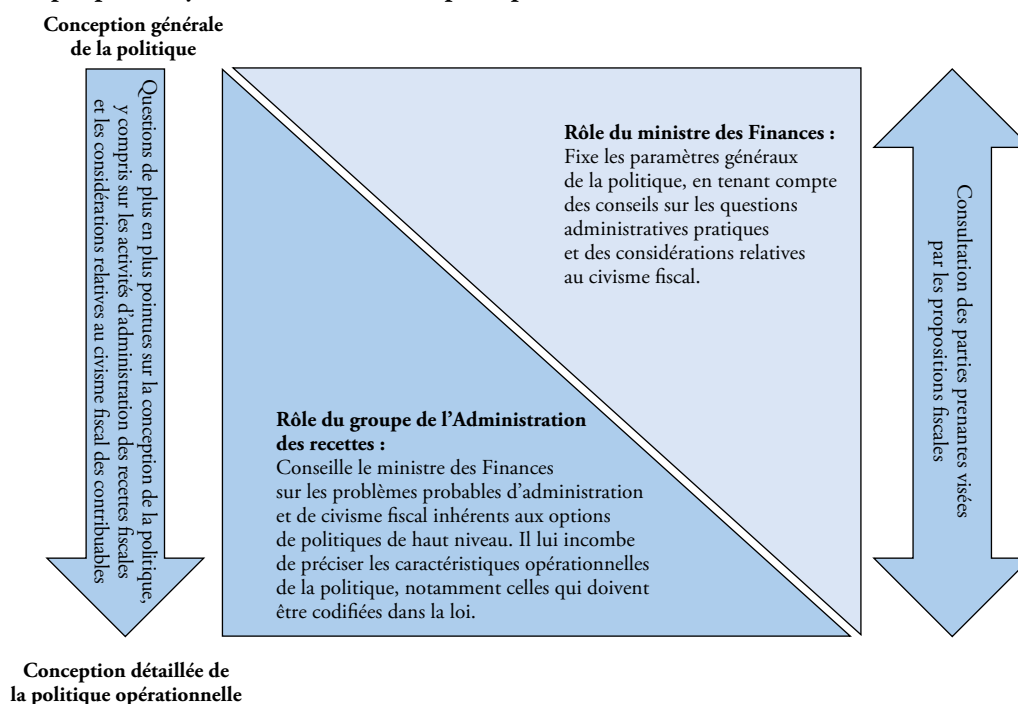 Conception générale
de la politique
Questions de plus en plus pointues sur la conception de la politique,
y compris sur les activités d’administration des recettes fiscales
et les considérations relatives au civisme fiscal des contribuables
Rôle du ministre des Finances :
Fixe les paramètres généraux
de la politique, en tenant compte
des conseils sur les questions
administratives pratiques
et des considérations relatives
au civisme fiscal.
Rôle du groupe de l’Administration
des recettes :
Conseille le ministre des Finances
sur les problèmes probables d’administration
et de civisme fiscal inhérents aux options
de politiques de haut niveau. Il lui incombe
de préciser les caractéristiques opérationnelles
de la politique, notamment celles qui doivent
être codifiées dans la loi.
Consultation des parties prenantes visées
par les propositions fiscales
Conception détaillée de
la politique opérationnelle